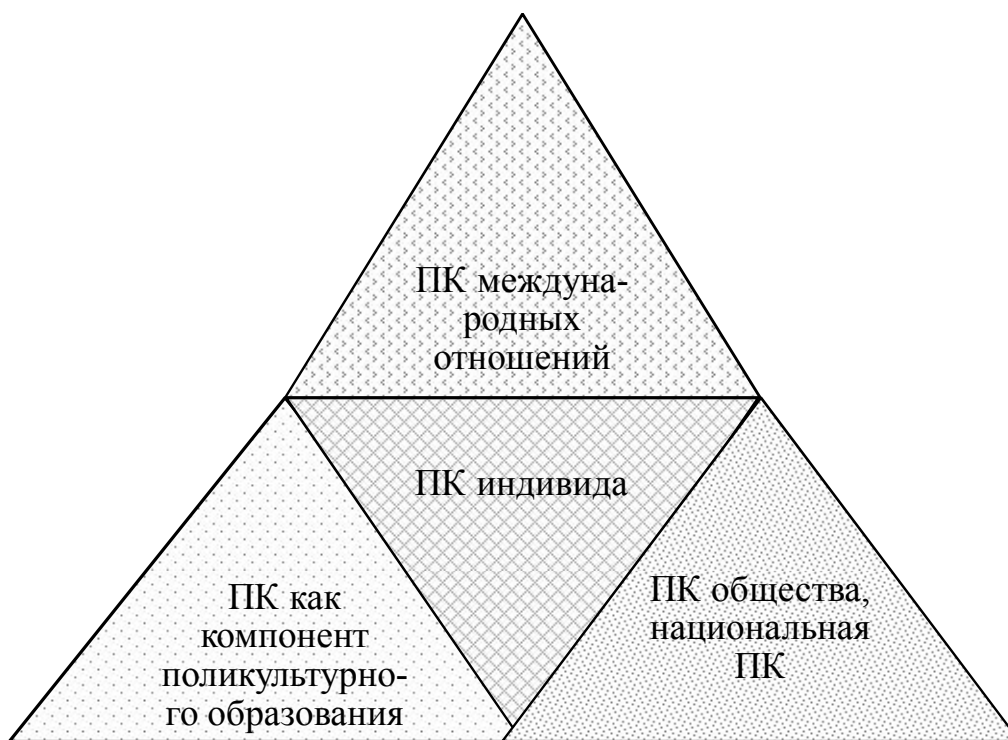 ПК междуна-
родных
отношений
ПК индивида
ПК как
компонент
поликультурно-
го образования
ПК общества,
национальная
ПК